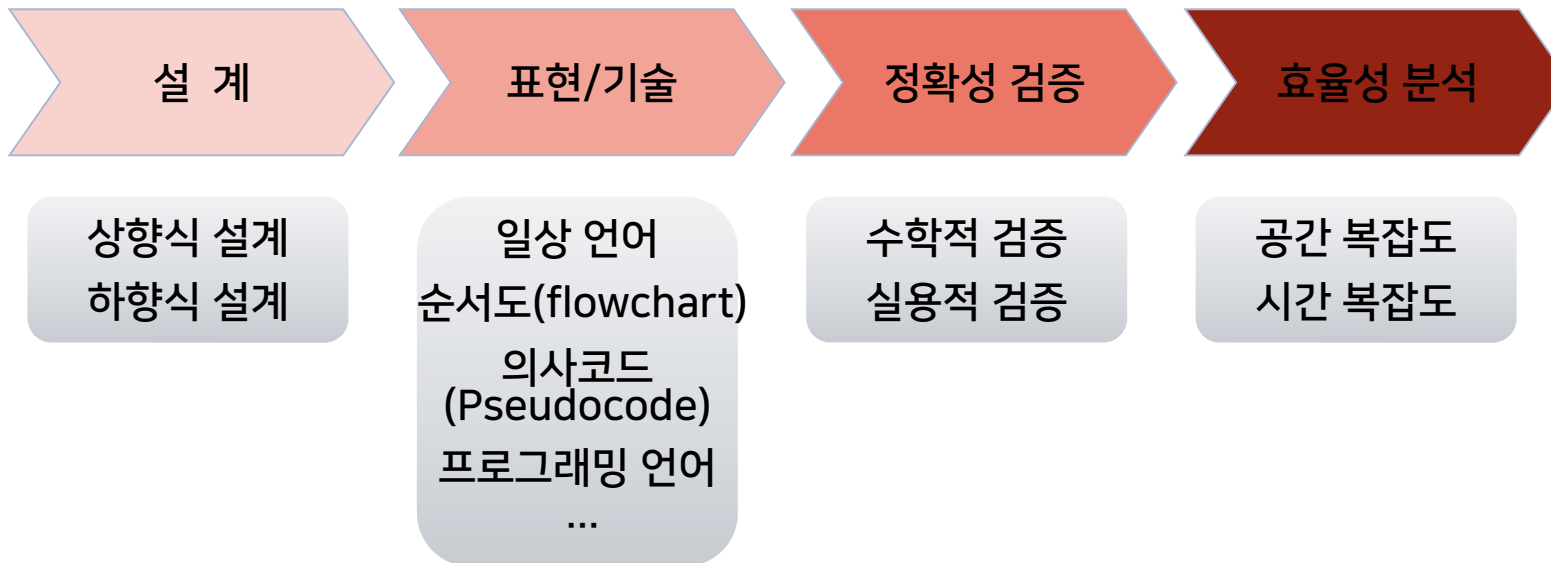 설 계
표현/기술
정확성 검증
효율성 분석
상향식 설계
하향식 설계
일상 언어
순서도(flowchart)
의사코드
(Pseudocode)
프로그래밍 언어
...
수학적 검증
실용적 검증
공간 복잡도
시간 복잡도